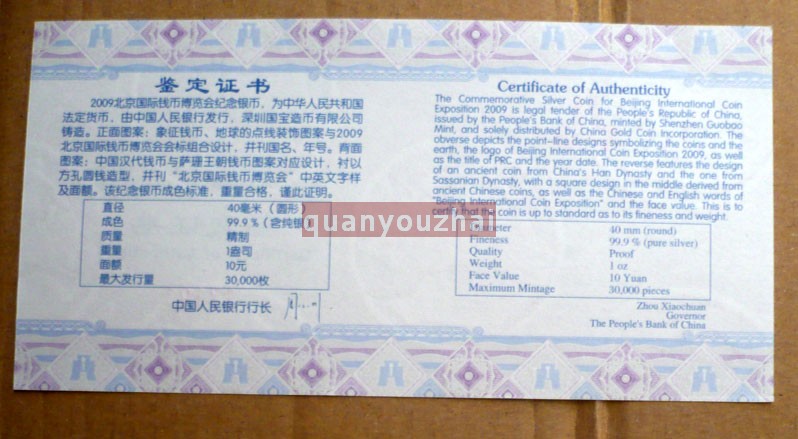 鉴定证书
2009北京国际钱币博览会纪念银币，为中华人民共和国
法定货币，由中国人民银行发行，深圳国宝造币有限公司
铸造。正面图案：象征钱币、地球的点线装饰图案与2009
北京国际钱币博览会会标组合设计，并刊国名、年号。背面
图案：中国汉代钱币与萨珊王朝钱币图案对应设计，衬以
方孔圆钱造型，并刊“北京国际钱币博览会”中英文字样
及面额。该纪念银币成色标准，重量合格，谨此证明。
直径 40毫米（圆形）
成色 99.9%（含纯银
质量 精制
重量 1盎司
面额 10元
最大发行量 30,000枚
中国人民银行行长
Certificate of Authenticity
The Commemorative Silver Coin for Beijing International Coin
Exposition 2009 is legal tender of the People's Republic of China,
issued by the People's Bank of China, minted by Shenzhen Guobao
Mint, and solely distributed by China Gold Coin Incorporation. The
obverse depicts the point-line designs symbolizing the coins and the
earth, the logo of Beijing International Coin Exposition 2009, as well
as the title of PRC and the year date. The reverse features the design
of an ancient coin from China's Han Dynasty and the one from
Sassanian Dynasty, with a square design in the middle derived from
ancient Chinese coins, as well as the Chinese and English words of
"Beijing International Coin Exposition" and the face value. This is to
certify that the coin is up to standard as to its fineness and weight.
Diameter 40 mm (round)
Fineness 99.9% (pure silver)
Quality Proof
Weight 1 oz
Face Value 10 Yuan
Maximum Mintage 30,000 pieces
Zhou Xiaochuan
Governor
The People's Bank of China
quanyouzhai